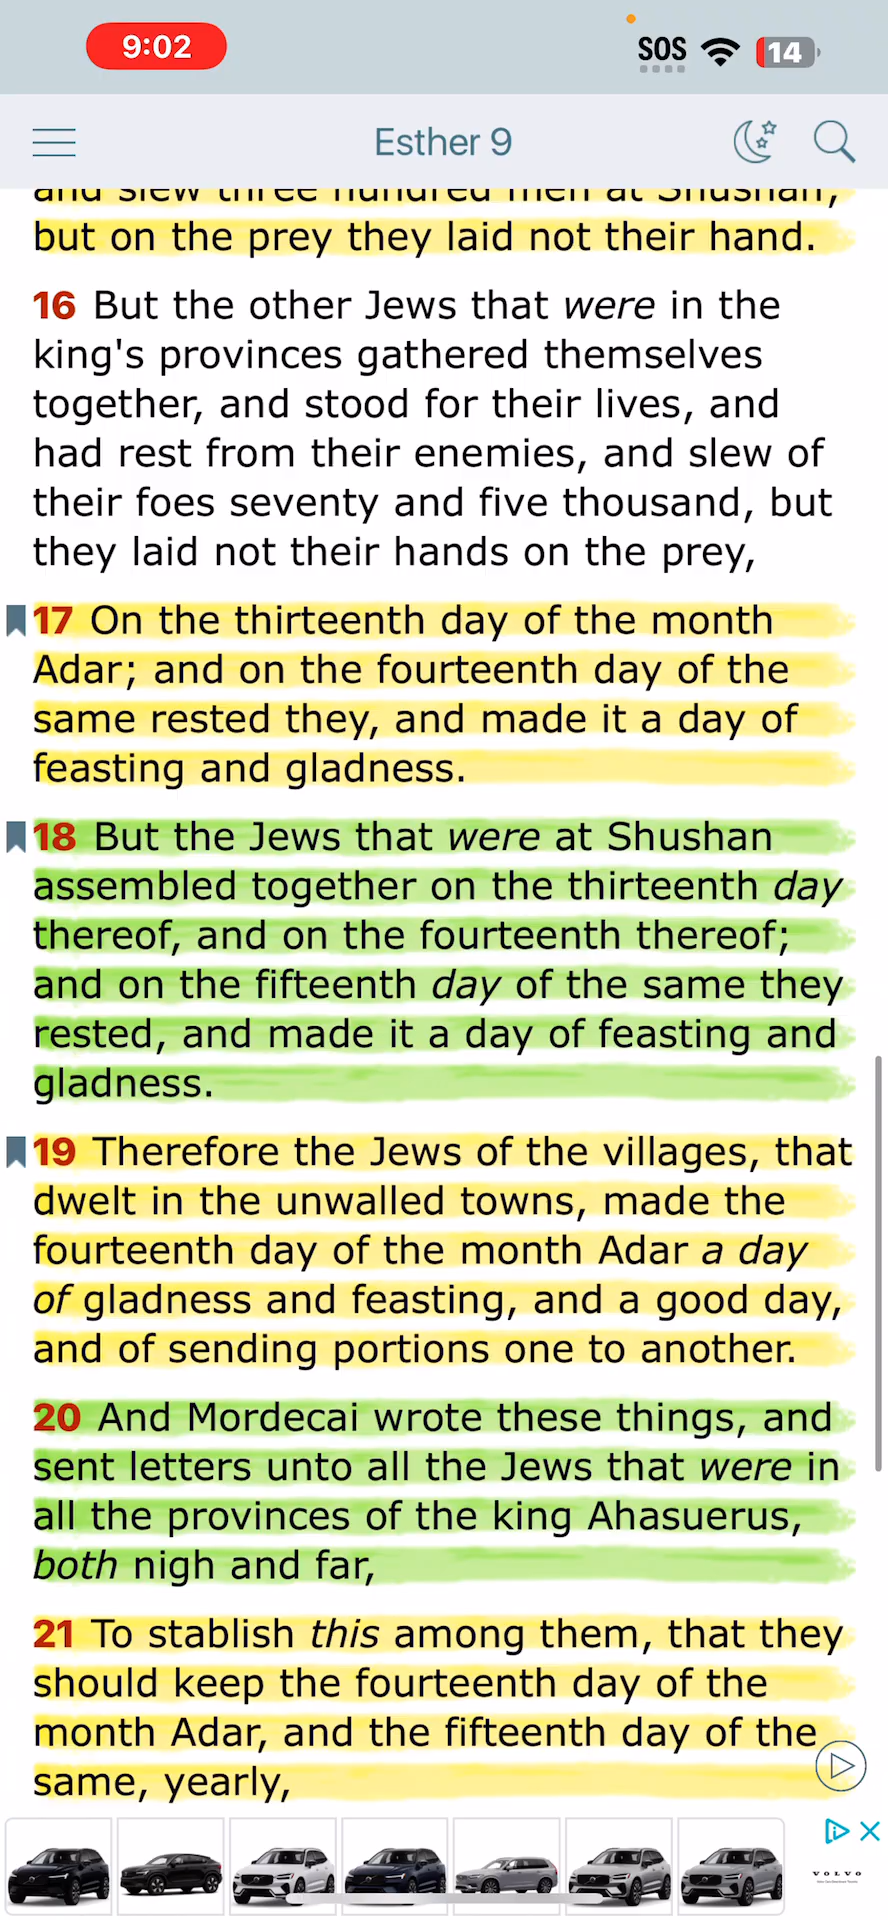 9:02
SOS
14
Esther 9
and slew three hundred men at Shushan,
but on the prey they laid not their hand.
16 But the other Jews that were in the
king's provinces gathered themselves
together, and stood for their lives, and
had rest from their enemies, and slew of
their foes seventy and five thousand, but
they laid not their hands on the prey,
17 On the thirteenth day of the month
Adar; and on the fourteenth day of the
same rested they, and made it a day of
feasting and gladness.
18 But the Jews that were at Shushan
assembled together on the thirteenth day
thereof, and on the fourteenth thereof;
and on the fifteenth day of the same they
rested, and made it a day of feasting and
gladness.
19 Therefore the Jews of the villages, that
dwelt in the unwalled towns, made the
fourteenth day of the month Adar a day
of gladness and feasting, and a good day,
and of sending portions one to another.
20 And Mordecai wrote these things, and
sent letters unto all the Jews that were in
all the provinces of the king Ahasuerus,
both nigh and far,
21 To stablish this among them, that they
should keep the fourteenth day of the
month Adar, and the fifteenth day of the
same, yearly,
VOLVO